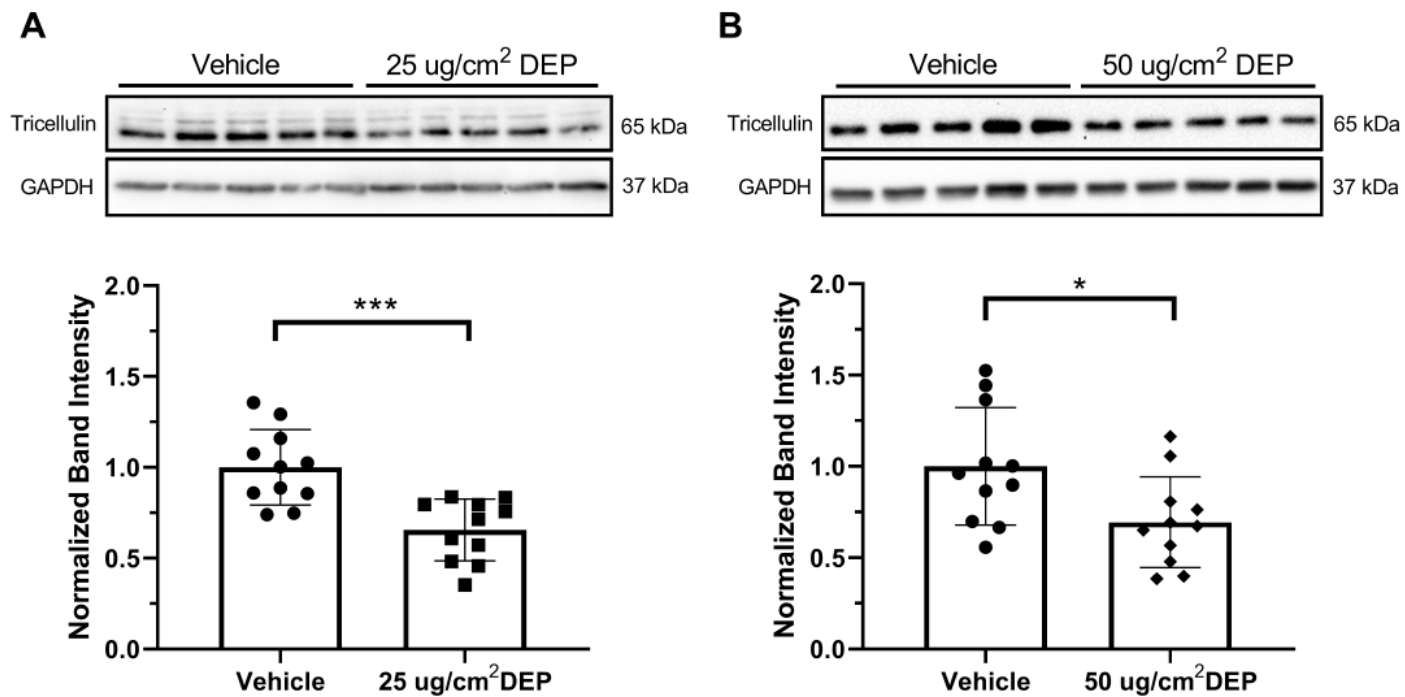 A
Vehicle 25 ug/cm² DEP
Tricellulin 65 kDa
GAPDH 37 kDa
2.0
***
1.5
1.0
0.5
0.0
Normalized Band Intensity
Vehicle 25 ug/cm²DEP
B
Vehicle 50 ug/cm² DEP
Tricellulin 65 kDa
GAPDH 37 kDa
2.0
*
1.5
1.0
0.5
0.0
Normalized Band Intensity
Vehicle 50 ug/cm²DEP